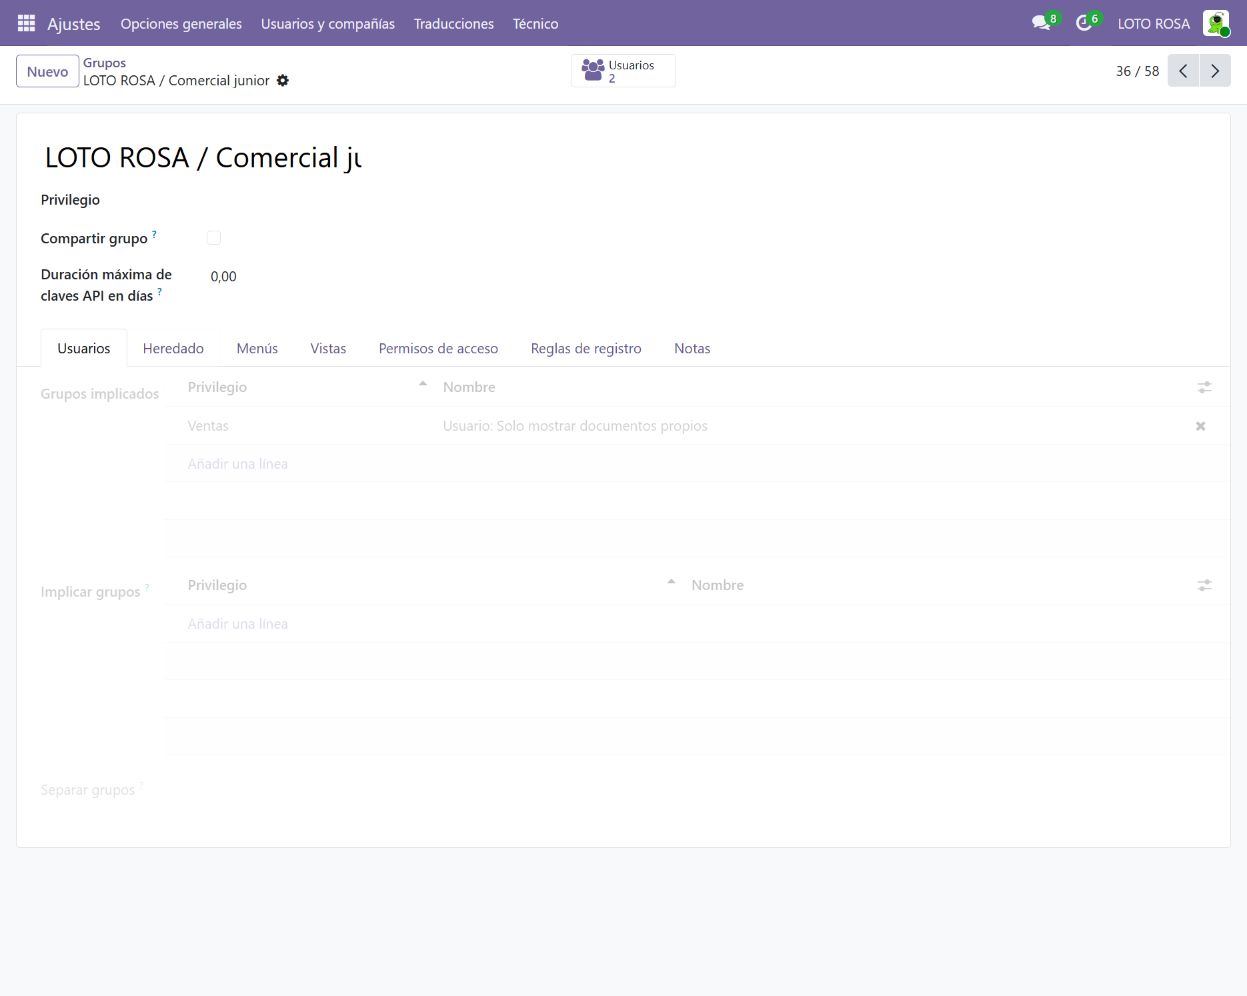 Ajustes Opciones generales Usuarios y compañías Traducciones Técnico 8 6 LOTO ROSA
Nuevo
Grupos
LOTO ROSA / Comercial junior
Usuarios
2
36 / 58
LOTO ROSA / Comercial ju
Privilegio
Compartir grupo ?
Duración máxima de
claves API en días ?
0,00
Usuarios Heredado Menús Vistas Permisos de acceso Reglas de registro Notas
Grupos implicados Privilegio Nombre
Ventas Usuario: Solo mostrar documentos propios
Añadir una línea
Implicar grupos ? Privilegio Nombre
Añadir una línea
Separar grupos ?